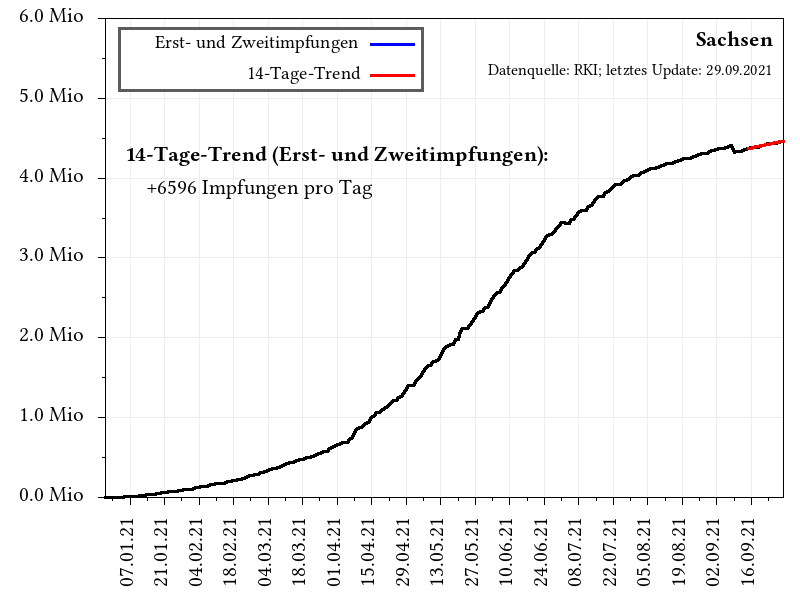 6.0 Mio
5.0 Mio
4.0 Mio
3.0 Mio
2.0 Mio
1.0 Mio
0.0 Mio
Erst- und Zweitimpfungen
14-Tage-Trend
Sachsen
Datenquelle: RKI; letztes Update: 29.09.2021
14-Tage-Trend (Erst- und Zweitimpfungen):
+6596 Impfungen pro Tag
07.01.21
21.01.21
04.02.21
18.02.21
04.03.21
18.03.21
01.04.21
15.04.21
29.04.21
13.05.21
27.05.21
10.06.21
24.06.21
08.07.21
22.07.21
05.08.21
19.08.21
02.09.21
16.09.21